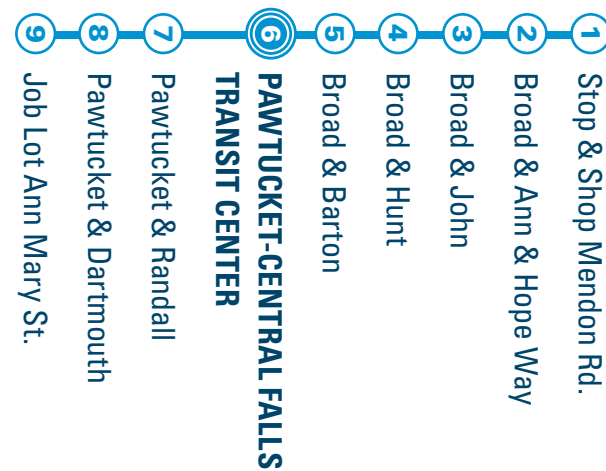 1
Stop & Shop Mendon Rd.
2
Broad & Ann & Hope Way
3
Broad & John
4
Broad & Hunt
5
Broad & Barton
6
PAWTUCKET-CENTRAL FALLS
TRANSIT CENTER
7
Pawtucket & Randall
8
Pawtucket & Dartmouth
9
Job Lot Ann Mary St.